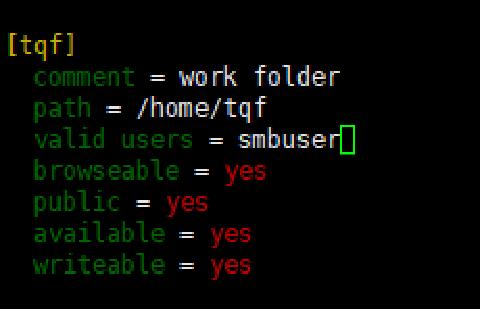 [tqf]
comment = work folder
path = /home/tqf
valid users = smbuser
browseable = yes
public = yes
available = yes
writeable = yes